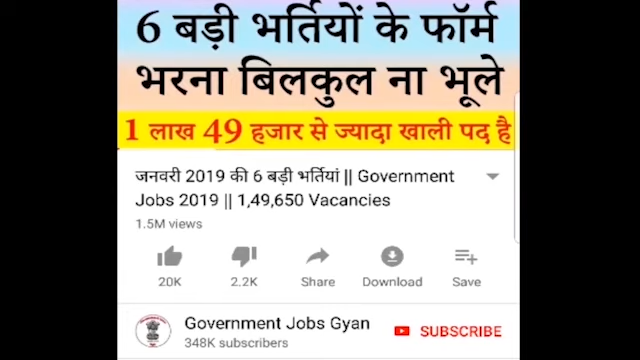 6 बड़ी भर्तियों के फॉर्म
भरना बिलकुल ना भूले
1 लाख 49 हजार से ज्यादा खाली पद है
जनवरी 2019 की 6 बड़ी भर्तियां || Government
Jobs 2019 || 1,49,650 Vacancies
1.5M views
20K 2.2K Share Download Save
Government Jobs Gyan SUBSCRIBE
348K subscribers